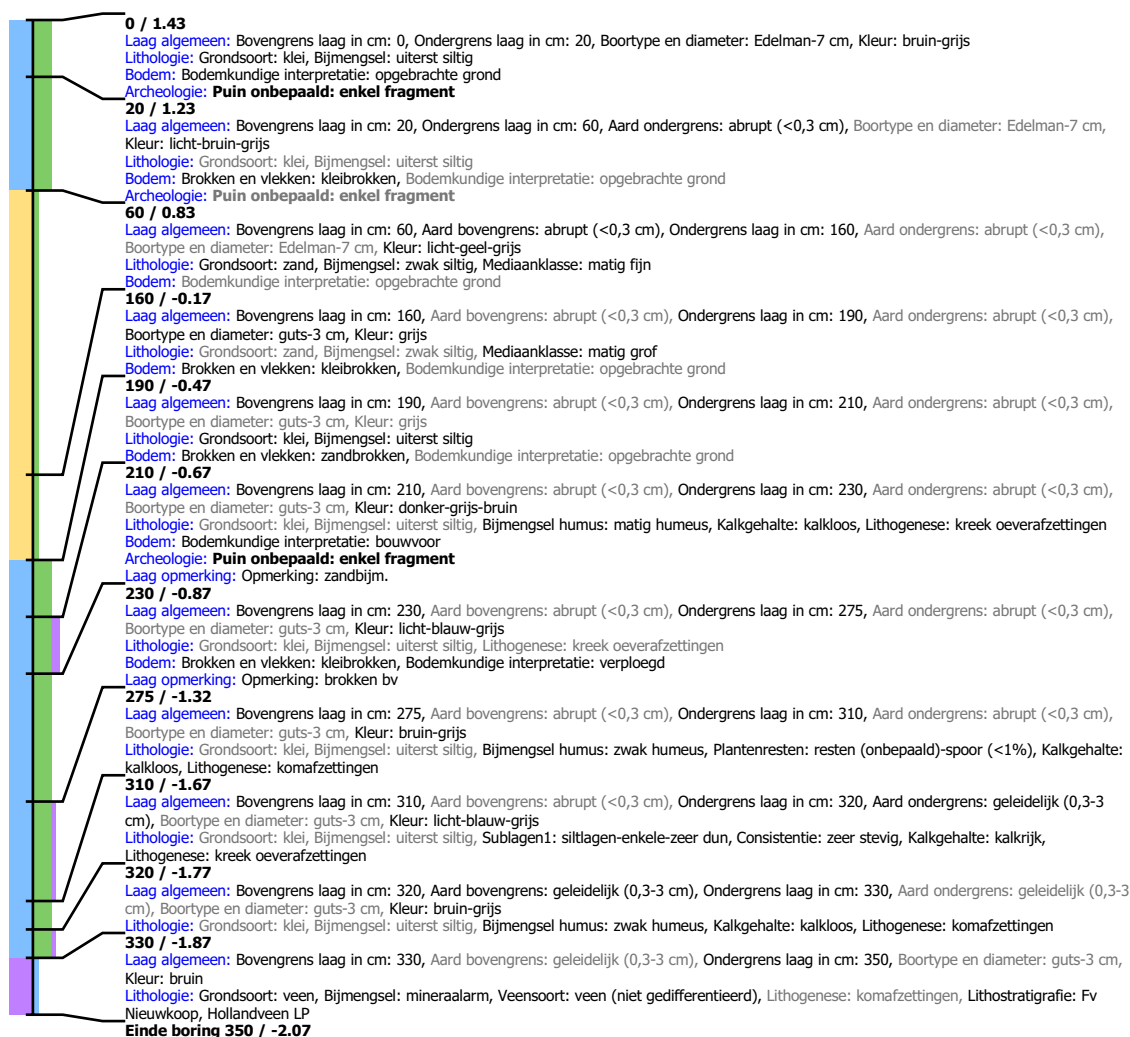 0 / 1.43
Laag algemeen: Bovengrens laag in cm: 0, Ondergrens laag in cm: 20, Boortype en diameter: Edelman-7 cm, Kleur: bruin-grijs
Lithologie: Grondsoort: klei, Bijmengsel: uiterst siltig
Bodem: Bodemkundige interpretatie: opgebrachte grond
Archeologie: Puin onbepaald: enkel fragment
20 / 1.23
Laag algemeen: Bovengrens laag in cm: 20, Ondergrens laag in cm: 60, Aard ondergrens: abrupt (<0,3 cm), Boortype en diameter: Edelman-7 cm,
Kleur: licht-bruin-grijs
Lithologie: Grondsoort: klei, Bijmengsel: uiterst siltig
Bodem: Brokken en vlekken: kleibrokken, Bodemkundige interpretatie: opgebrachte grond
Archeologie: Puin onbepaald: enkel fragment
60 / 0.83
Laag algemeen: Bovengrens laag in cm: 60, Aard bovengrens: abrupt (<0,3 cm), Ondergrens laag in cm: 160, Aard ondergrens: abrupt (<0,3 cm),
Boortype en diameter: Edelman-7 cm, Kleur: licht-geel-grijs
Lithologie: Grondsoort: zand, Bijmengsel: zwak siltig, Mediaanklasse: matig fijn
Bodem: Bodemkundige interpretatie: opgebrachte grond
160 / -0.17
Laag algemeen: Bovengrens laag in cm: 160, Aard bovengrens: abrupt (<0,3 cm), Ondergrens laag in cm: 190, Aard ondergrens: abrupt (<0,3 cm),
Boortype en diameter: guts-3 cm, Kleur: grijs
Lithologie: Grondsoort: zand, Bijmengsel: zwak siltig, Mediaanklasse: matig grof
Bodem: Brokken en vlekken: kleibrokken, Bodemkundige interpretatie: opgebrachte grond
190 / -0.47
Laag algemeen: Bovengrens laag in cm: 190, Aard bovengrens: abrupt (<0,3 cm), Ondergrens laag in cm: 210, Aard ondergrens: abrupt (<0,3 cm),
Boortype en diameter: guts-3 cm, Kleur: grijs
Lithologie: Grondsoort: klei, Bijmengsel: uiterst siltig
Bodem: Brokken en vlekken: zandbrokken, Bodemkundige interpretatie: opgebrachte grond
210 / -0.67
Laag algemeen: Bovengrens laag in cm: 210, Aard bovengrens: abrupt (<0,3 cm), Ondergrens laag in cm: 230, Aard ondergrens: abrupt (<0,3 cm),
Boortype en diameter: guts-3 cm, Kleur: donker-grijs-bruin
Lithologie: Grondsoort: klei, Bijmengsel: uiterst siltig, Bijmengsel humus: matig humeus, Kalkgehalte: kalkloos, Lithogenese: kreek oeverafzettingen
Bodem: Bodemkundige interpretatie: bouwvoor
Archeologie: Puin onbepaald: enkel fragment
Laag opmerking: Opmerking: zandbijm.
230 / -0.87
Laag algemeen: Bovengrens laag in cm: 230, Aard bovengrens: abrupt (<0,3 cm), Ondergrens laag in cm: 275, Aard ondergrens: abrupt (<0,3 cm),
Boortype en diameter: guts-3 cm, Kleur: licht-blauw-grijs
Lithologie: Grondsoort: klei, Bijmengsel: uiterst siltig, Lithogenese: kreek oeverafzettingen
Bodem: Brokken en vlekken: kleibrokken, Bodemkundige interpretatie: verploegd
Laag opmerking: Opmerking: brokken bv
275 / -1.32
Laag algemeen: Bovengrens laag in cm: 275, Aard bovengrens: abrupt (<0,3 cm), Ondergrens laag in cm: 310, Aard ondergrens: abrupt (<0,3 cm),
Boortype en diameter: guts-3 cm, Kleur: bruin-grijs
Lithologie: Grondsoort: klei, Bijmengsel: uiterst siltig, Bijmengsel humus: zwak humeus, Plantenresten: resten (onbepaald)-spoor (<1%), Kalkgehalte:
kalkloos, Lithogenese: komafzettingen
310 / -1.67
Laag algemeen: Bovengrens laag in cm: 310, Aard bovengrens: abrupt (<0,3 cm), Ondergrens laag in cm: 320, Aard ondergrens: geleidelijk (0,3-3
cm), Boortype en diameter: guts-3 cm, Kleur: licht-blauw-grijs
Lithologie: Grondsoort: klei, Bijmengsel: uiterst siltig, Sublagen1: siltlagen-enkele-zeer dun, Consistentie: zeer stevig, Kalkgehalte: kalkrijk,
Lithogenese: kreek oeverafzettingen
320 / -1.77
Laag algemeen: Bovengrens laag in cm: 320, Aard bovengrens: geleidelijk (0,3-3 cm), Ondergrens laag in cm: 330, Aard ondergrens: geleidelijk (0,3-3
cm), Boortype en diameter: guts-3 cm, Kleur: bruin-grijs
Lithologie: Grondsoort: klei, Bijmengsel: uiterst siltig, Bijmengsel humus: zwak humeus, Kalkgehalte: kalkloos, Lithogenese: komafzettingen
330 / -1.87
Laag algemeen: Bovengrens laag in cm: 330, Aard bovengrens: geleidelijk (0,3-3 cm), Ondergrens laag in cm: 350, Boortype en diameter: guts-3 cm,
Kleur: bruin
Lithologie: Grondsoort: veen, Bijmengsel: mineraalarm, Veensoort: veen (niet gedifferentieerd), Lithogenese: komafzettingen, Lithostratigrafie: Fv
Nieuwkoop, Hollandveen LP
Einde boring 350 / -2.07